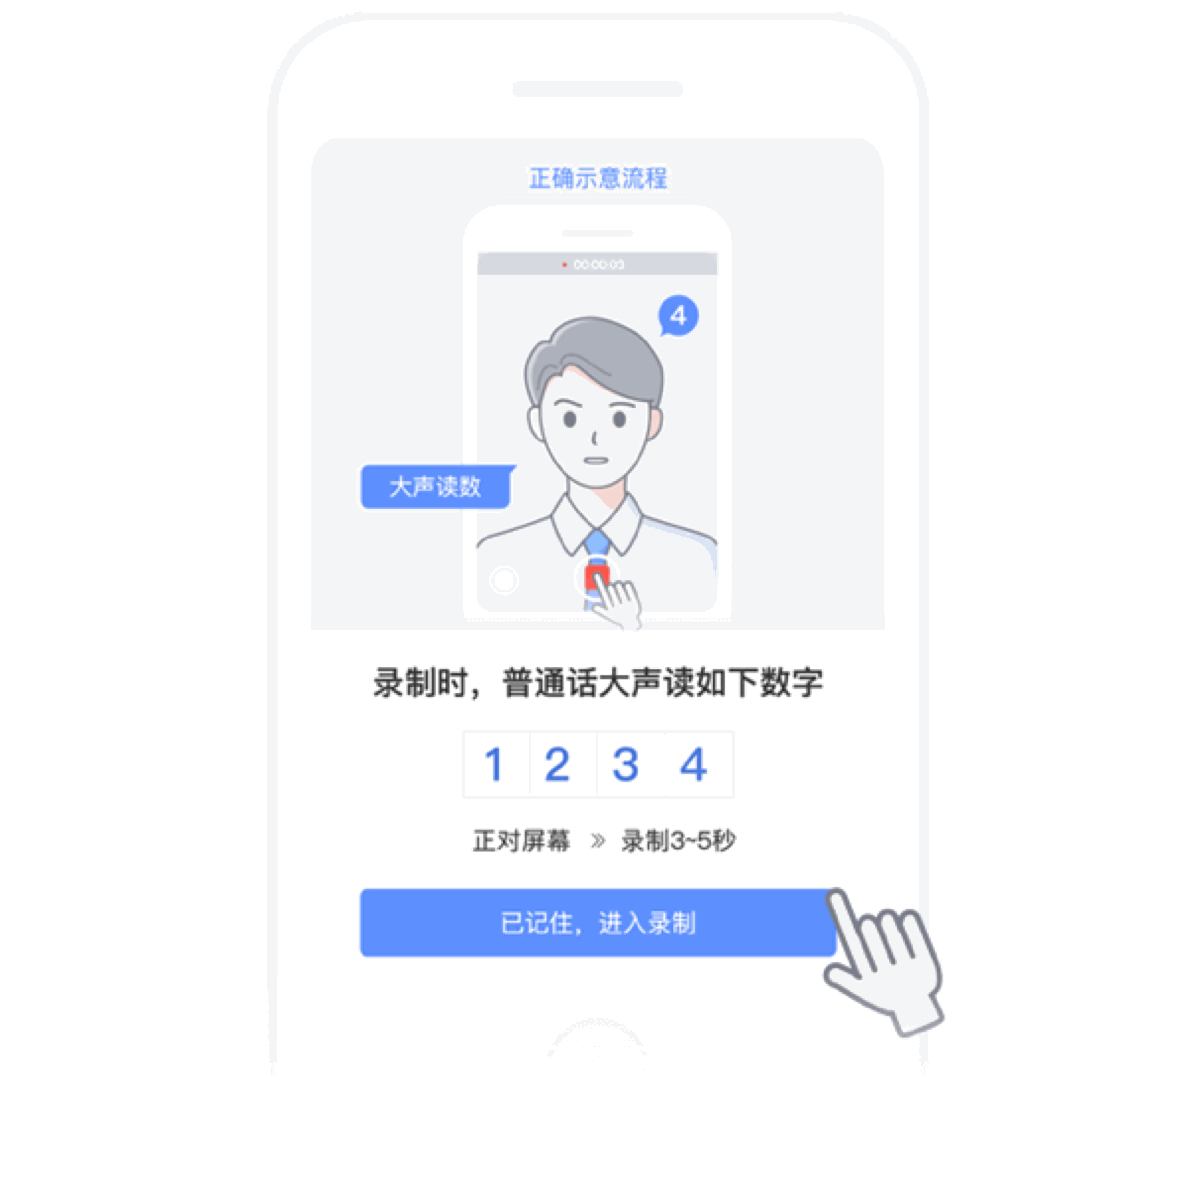 正确示意流程
00:00:03
4
大声读数
录制时，普通话大声读如下数字
1 2 3 4
正对屏幕 » 录制3~5秒
已记住，进入录制